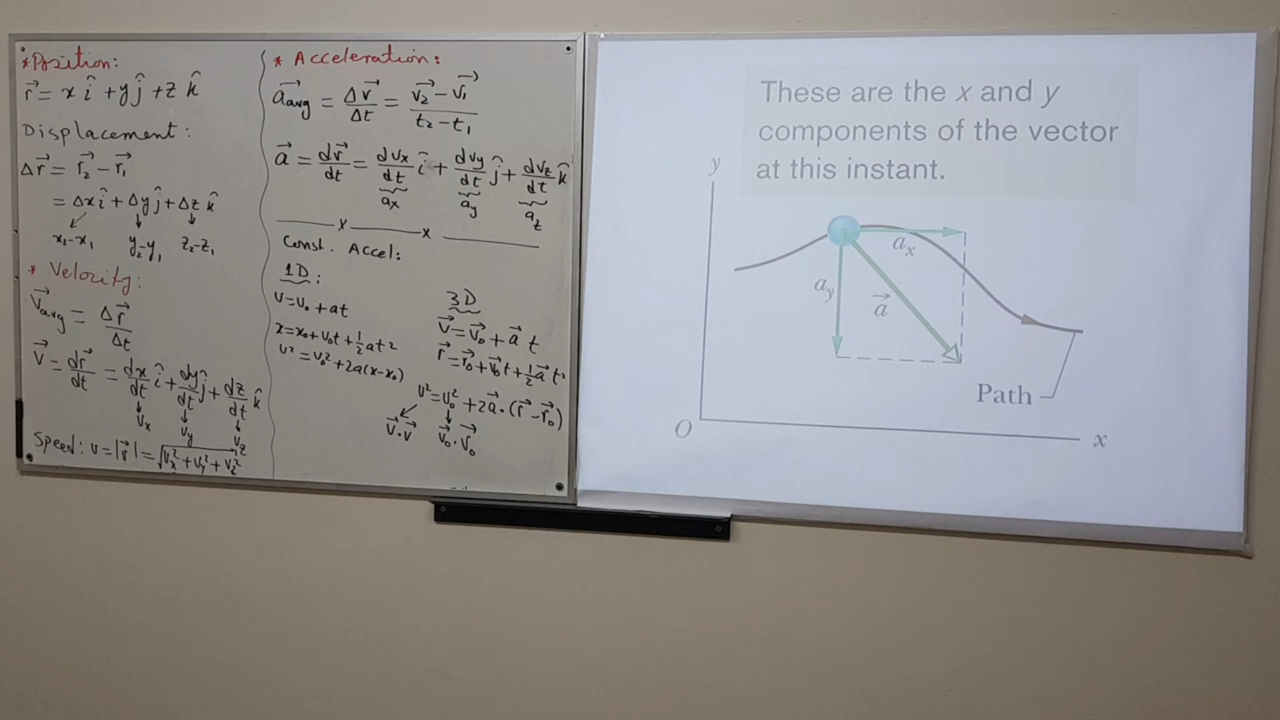 *Position:
r⃗ = x î + y ĵ + z k̂
Displacement:
Δr⃗ = r⃗₂ − r⃗₁
= Δx î + Δy ĵ + Δz k̂
x₂−x₁ y₂−y₁ z₂−z₁
* Velocity:
v⃗avg = Δr⃗/Δt
v⃗ = dr⃗/dt = dx/dt î + dy/dt ĵ + dz/dt k̂
vx vy vz
Speed: v = |v⃗| = √(vx² + vy² + vz²)
* Acceleration:
a⃗avg = Δv⃗/Δt = (v⃗₂ − v⃗₁)/(t₂ − t₁)
a⃗ = dv⃗/dt = dvx/dt î + dvy/dt ĵ + dvz/dt k̂
ax ay az
x x
Const. Accel:
1D:
v = v₀ + at
x = x₀ + v₀t + ½at²
v² = v₀² + 2a(x−x₀)
3D
v⃗ = v⃗₀ + a⃗ t
r⃗ = r⃗₀ + v⃗₀t + ½a⃗ t²
v² = v₀² + 2a⃗·(r⃗ − r⃗₀)
v⃗·v⃗ v⃗₀·v⃗₀
These are the x and y
components of the vector
at this instant.
y
ax
ay
a⃗
Path
O
x